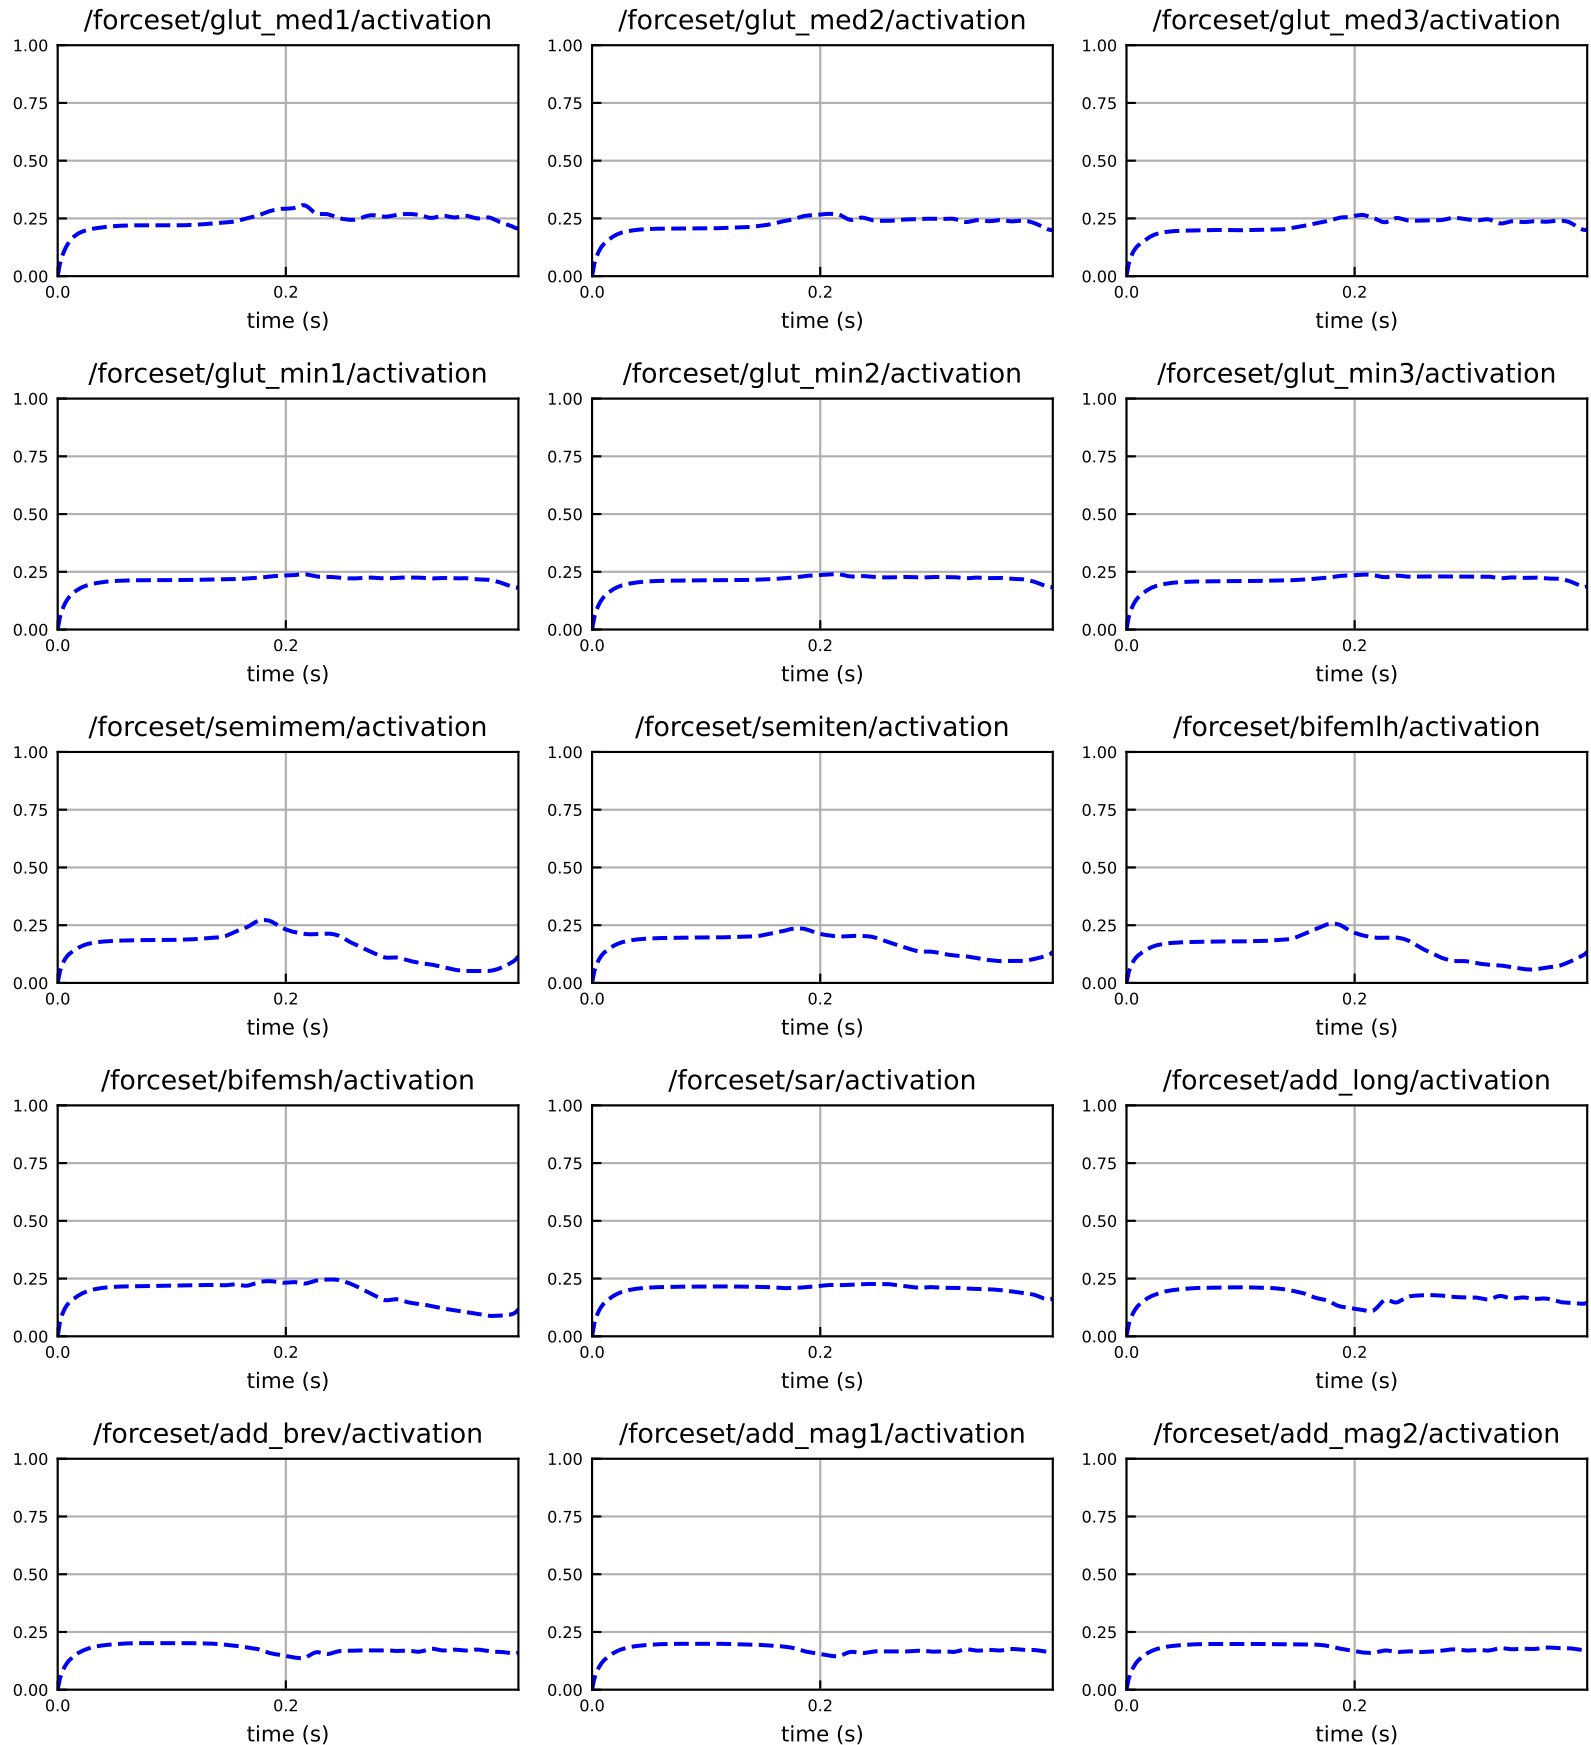 /forceset/glut_med1/activation /forceset/glut_med2/activation /forceset/glut_med3/activation
1.00 1.00 1.00
0.75 0.75 0.75
0.50 0.50 0.50
0.25 0.25 0.25
0.00 0.00 0.00
0.0 0.2 0.0 0.2 0.0 0.2
time (s) time (s) time (s)
/forceset/glut_min1/activation /forceset/glut_min2/activation /forceset/glut_min3/activation
1.00 1.00 1.00
0.75 0.75 0.75
0.50 0.50 0.50
0.25 0.25 0.25
0.00 0.00 0.00
0.0 0.2 0.0 0.2 0.0 0.2
time (s) time (s) time (s)
/forceset/semimem/activation /forceset/semiten/activation /forceset/bifemlh/activation
1.00 1.00 1.00
0.75 0.75 0.75
0.50 0.50 0.50
0.25 0.25 0.25
0.00 0.00 0.00
0.0 0.2 0.0 0.2 0.0 0.2
time (s) time (s) time (s)
/forceset/bifemsh/activation /forceset/sar/activation /forceset/add_long/activation
1.00 1.00 1.00
0.75 0.75 0.75
0.50 0.50 0.50
0.25 0.25 0.25
0.00 0.00 0.00
0.0 0.2 0.0 0.2 0.0 0.2
time (s) time (s) time (s)
/forceset/add_brev/activation /forceset/add_mag1/activation /forceset/add_mag2/activation
1.00 1.00 1.00
0.75 0.75 0.75
0.50 0.50 0.50
0.25 0.25 0.25
0.00 0.00 0.00
0.0 0.2 0.0 0.2 0.0 0.2
time (s) time (s) time (s)